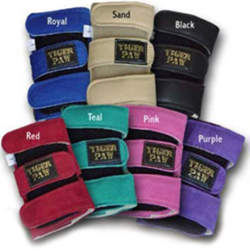 Royal
Sand
Black
TIGER
PAW
TIGER
PAW
TIGER
PAW
Red
Teal
Pink
Purple
TIGER
PAW
TIGER
PAW
TIGER
PAW
TIGER
PAW